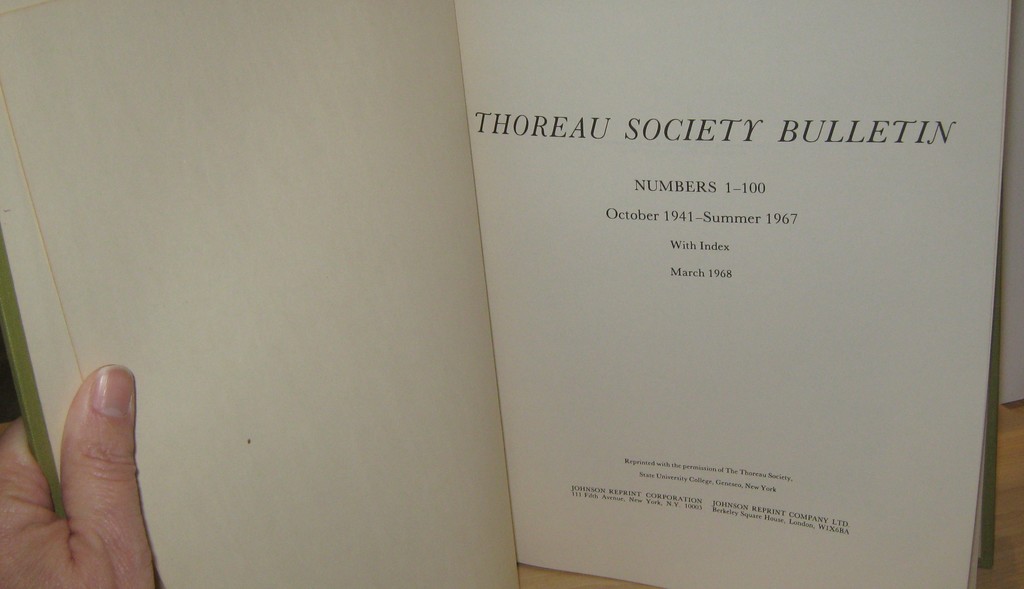 THOREAU SOCIETY BULLETIN
NUMBERS 1–100
October 1941–Summer 1967
With Index
March 1968
Reprinted with the permission of The Thoreau Society,
State University College, Geneseo, New York
JOHNSON REPRINT CORPORATION
111 Fifth Avenue, New York, N.Y. 10003
JOHNSON REPRINT COMPANY LTD.
Berkeley Square House, London, W1X6BA